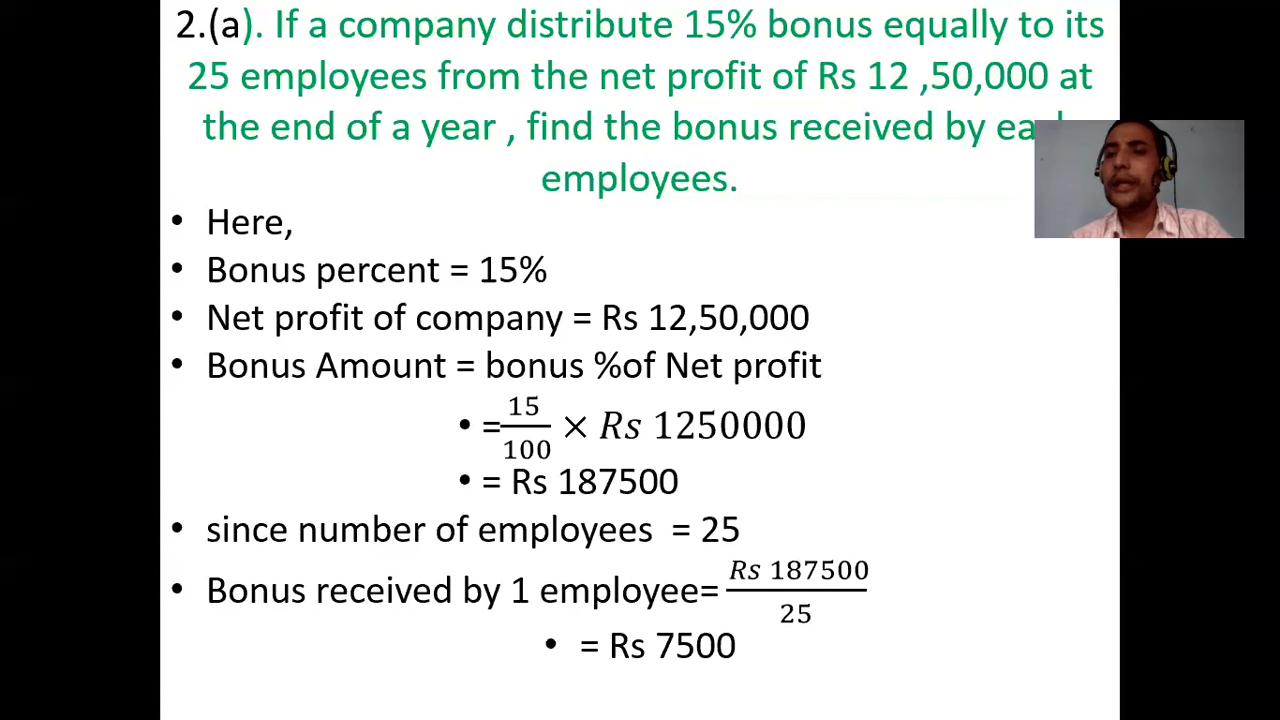 2.(a). If a company distribute 15% bonus equally to its
25 employees from the net profit of Rs 12 ,50,000 at
the end of a year , find the bonus received by
employees.
• Here,
• Bonus percent = 15%
• Net profit of company = Rs 12,50,000
• Bonus Amount = bonus %of Net profit
• =15/100 × Rs 1250000
• = Rs 187500
• since number of employees = 25
• Bonus received by 1 employee= Rs 187500/25
• = Rs 7500